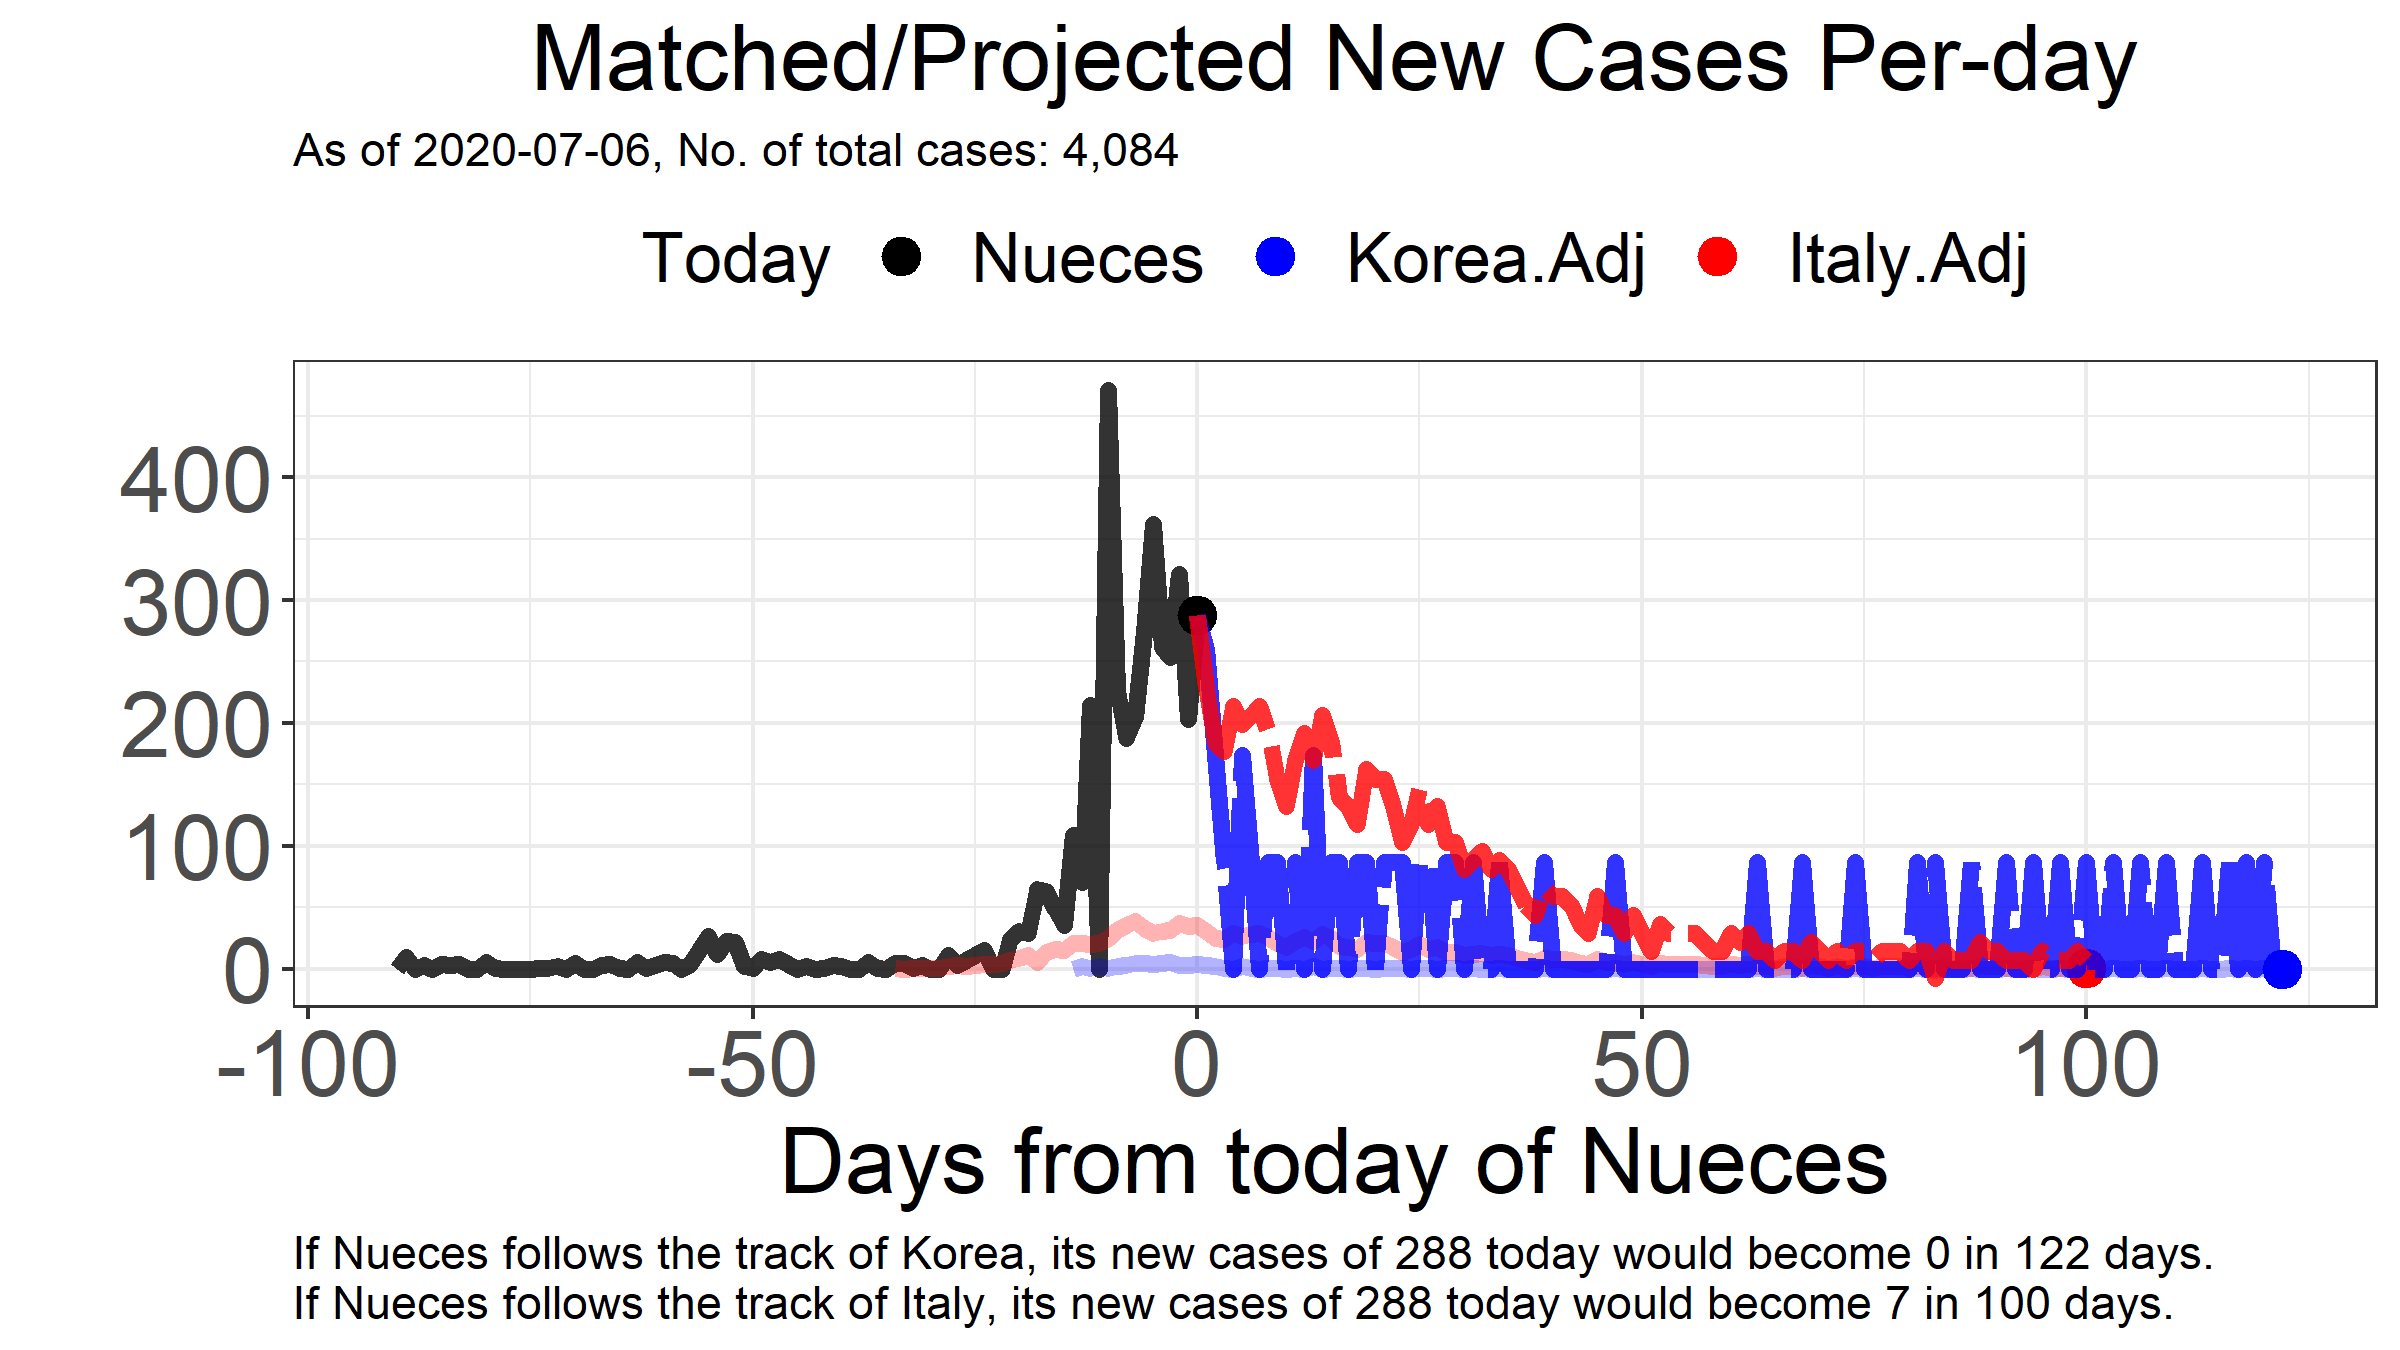 Matched/Projected New Cases Per-day
As of 2020-07-06, No. of total cases: 4,084
Today Nueces Korea.Adj Italy.Adj
400
300
200
100
0
-100 -50 0 50 100
Days from today of Nueces
If Nueces follows the track of Korea, its new cases of 288 today would become 0 in 122 days.
If Nueces follows the track of Italy, its new cases of 288 today would become 7 in 100 days.